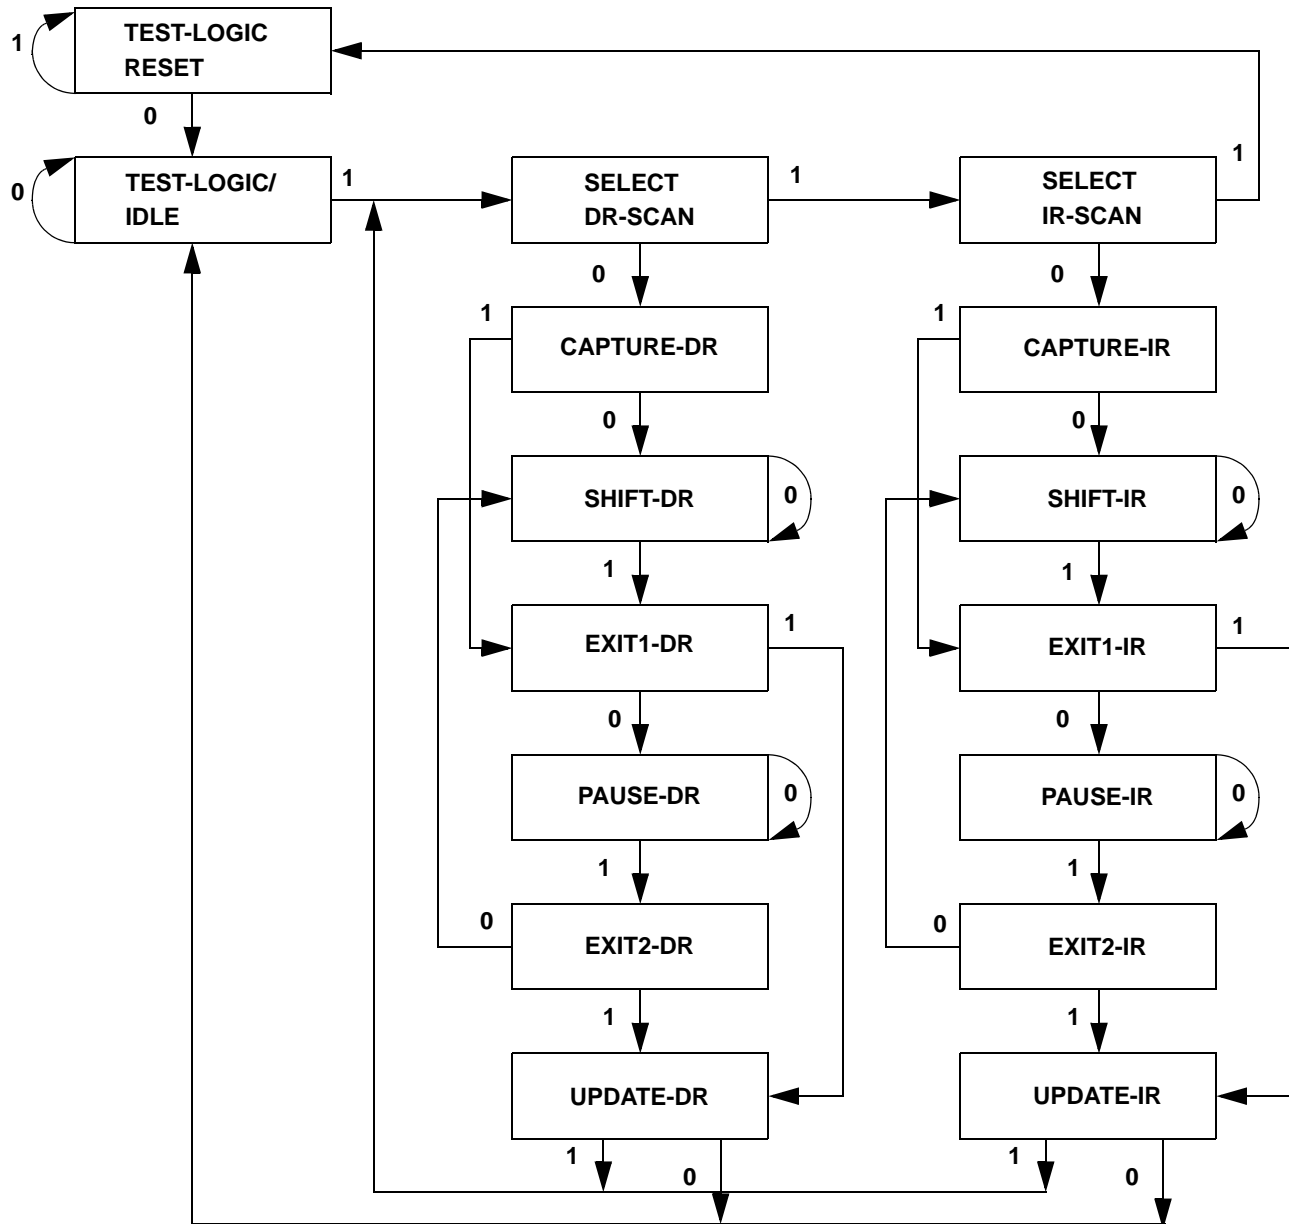 TEST-LOGIC
RESET
1
0
TEST-LOGIC/
IDLE
0
1
SELECT
DR-SCAN
1
SELECT
IR-SCAN
1
0
0
1
CAPTURE-DR
1
CAPTURE-IR
0
0
SHIFT-DR
0
SHIFT-IR
0
1
1
EXIT1-DR
1
EXIT1-IR
1
0
0
PAUSE-DR
0
PAUSE-IR
0
1
1
0
EXIT2-DR
0
EXIT2-IR
1
1
UPDATE-DR
UPDATE-IR
1
0
1
0